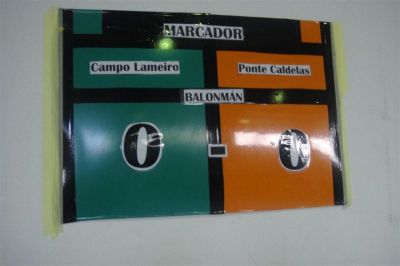 MARCADOR
Campo Lameiro Ponte Caldelas
BALONMÁN
0 - 0